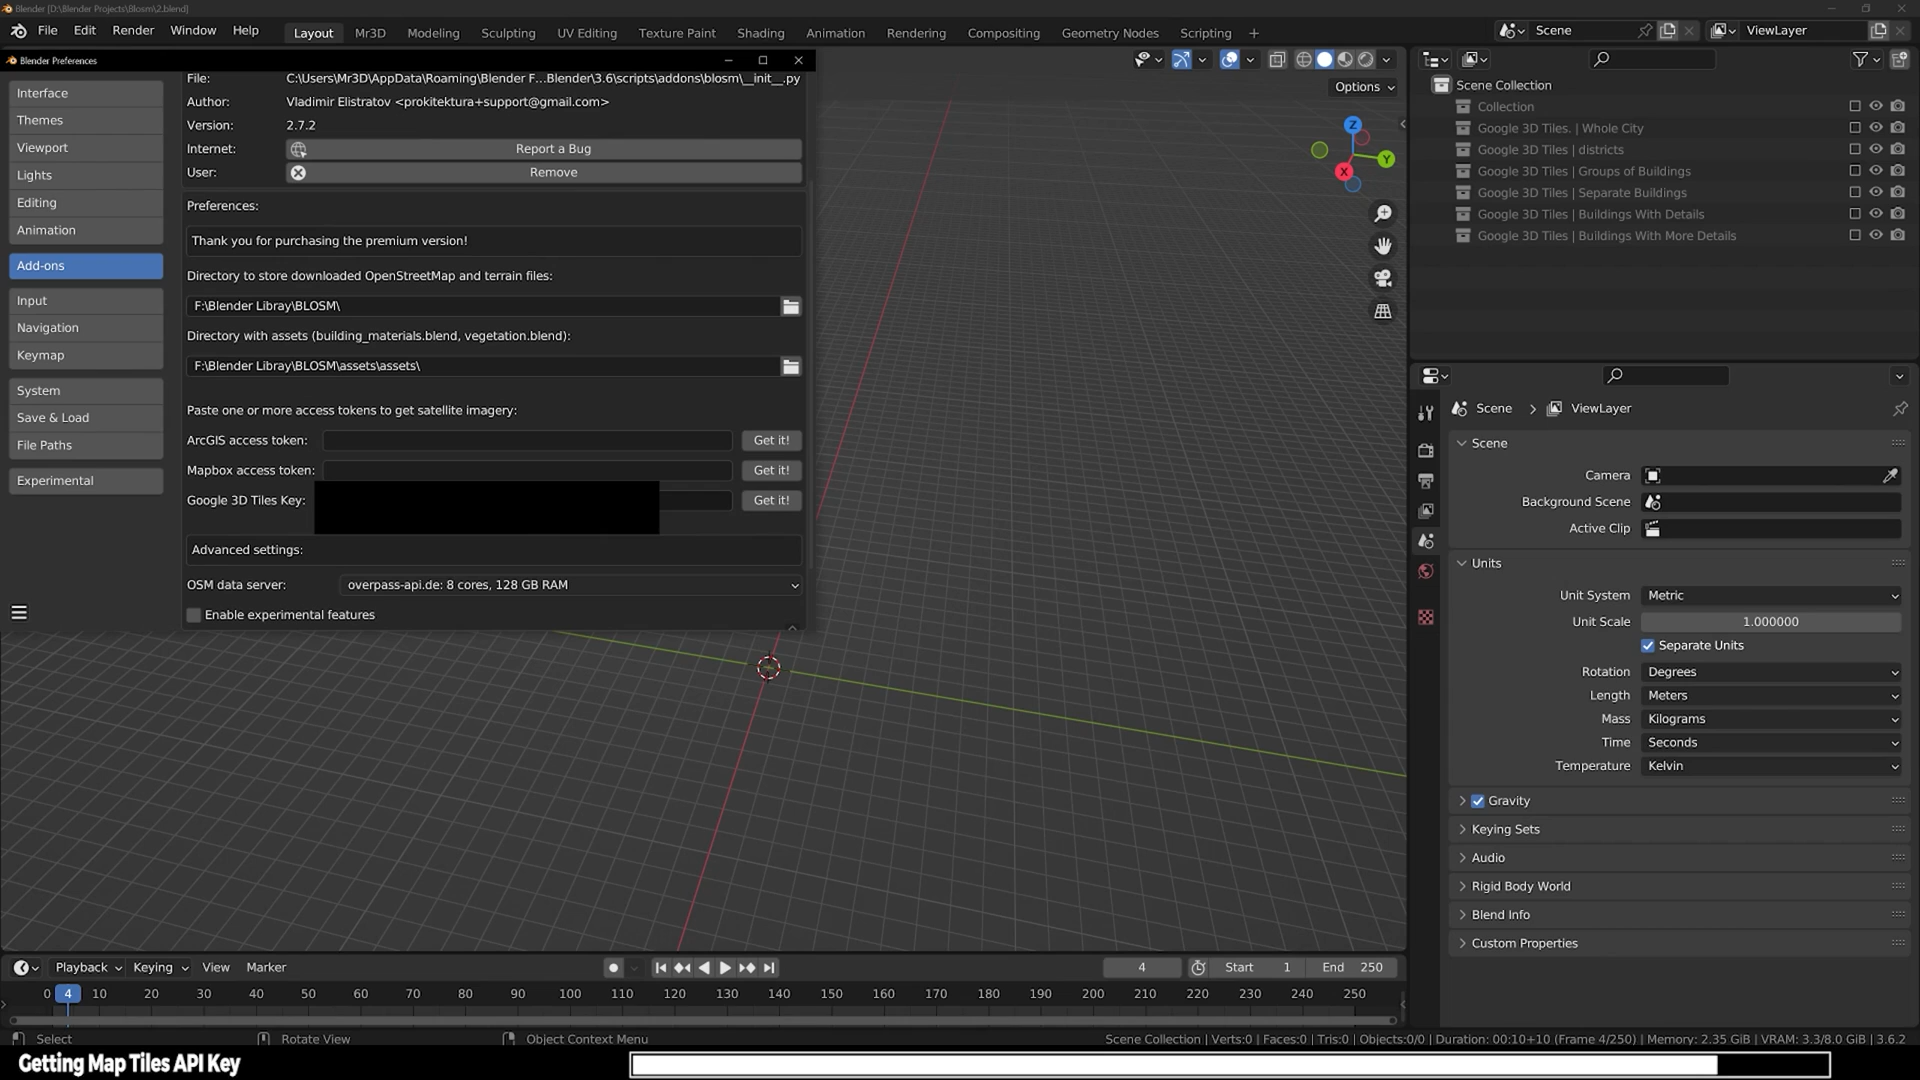 Blender [D:\Blender Projects\Blosm\2.blend]
File Edit Render Window Help Layout Mr3D Modeling Sculpting UV Editing Texture Paint Shading Animation Rendering Compositing Geometry Nodes Scripting + Scene ViewLayer
Blender Preferences
Options
Interface
Themes
Viewport
Lights
Editing
Animation
Add-ons
Input
Navigation
Keymap
System
Save & Load
File Paths
Experimental
File: C:\Users\Mr3D\AppData\Roaming\Blender F...Blender\3.6\scripts\addons\blosm\__init__.py
Author: Vladimir Elistratov <prokitektura+support@gmail.com>
Version: 2.7.2
Internet: Report a Bug
User: Remove
Preferences:
Thank you for purchasing the premium version!
Directory to store downloaded OpenStreetMap and terrain files:
F:\Blender Libray\BLOSM\
Directory with assets (building_materials.blend, vegetation.blend):
F:\Blender Libray\BLOSM\assets\assets\
Paste one or more access tokens to get satellite imagery:
ArcGIS access token: Get it!
Mapbox access token: Get it!
Google 3D Tiles Key: Get it!
Advanced settings:
OSM data server: overpass-api.de: 8 cores, 128 GB RAM
Enable experimental features
Z
Y
X
Scene Collection
Collection
Google 3D Tiles. | Whole City
Google 3D Tiles | districts
Google 3D Tiles | Groups of Buildings
Google 3D Tiles | Separate Buildings
Google 3D Tiles | Buildings With Details
Google 3D Tiles | Buildings With More Details
Scene > ViewLayer
Scene
Camera
Background Scene
Active Clip
Units
Unit System Metric
Unit Scale 1.000000
Separate Units
Rotation Degrees
Length Meters
Mass Kilograms
Time Seconds
Temperature Kelvin
Gravity
Keying Sets
Audio
Rigid Body World
Blend Info
Custom Properties
Playback Keying View Marker 4 Start 1 End 250
0 4 10 20 30 40 50 60 70 80 90 100 110 120 130 140 150 160 170 180 190 200 210 220 230 240 250
Select Rotate View Object Context Menu Scene Collection | Verts:0 | Faces:0 | Tris:0 | Objects:0/0 | Duration: 00:10+10 (Frame 4/250) | Memory: 2.35 GiB | VRAM: 3.3/8.0 GiB | 3.6.2
Getting Map Tiles API Key